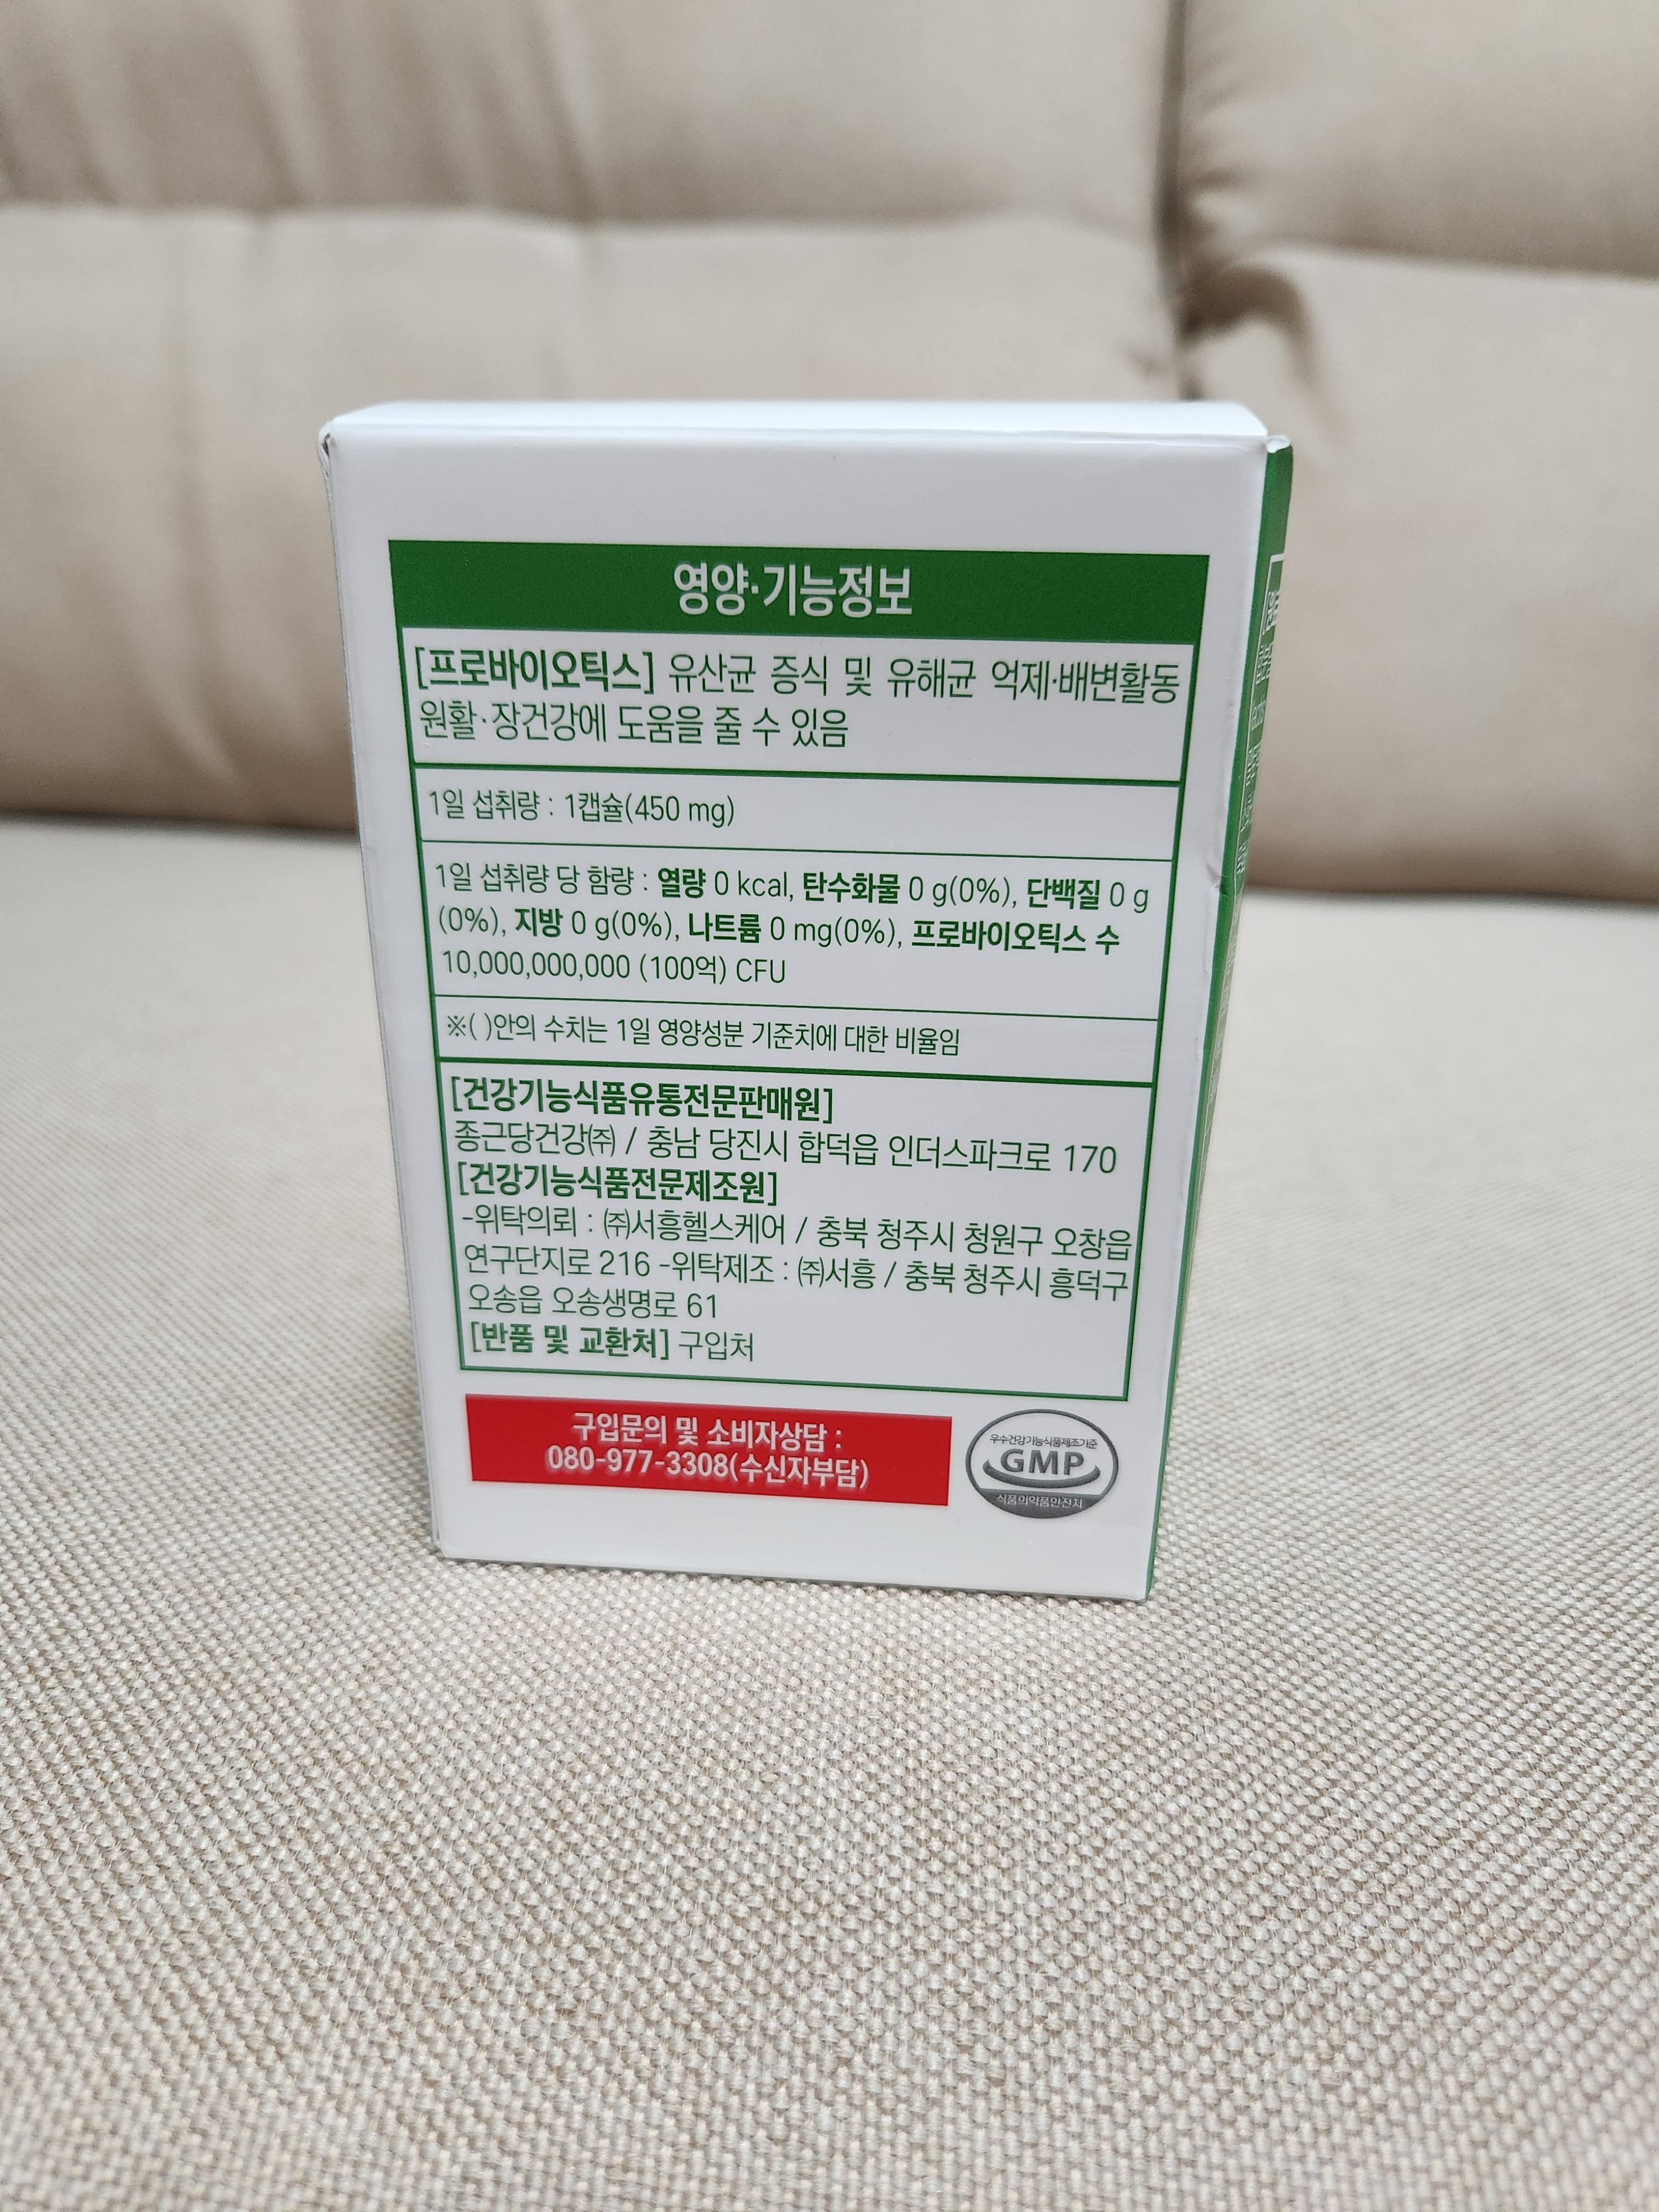 영양·기능정보
[프로바이오틱스] 유산균 증식 및 유해균 억제·배변활동
원활·장건강에 도움을 줄 수 있음
1일 섭취량 : 1캡슐(450 mg)
1일 섭취량 당 함량 : 열량 0 kcal, 탄수화물 0 g(0%), 단백질 0 g
(0%), 지방 0 g(0%), 나트륨 0 mg(0%), 프로바이오틱스 수
10,000,000,000 (100억) CFU
※( )안의 수치는 1일 영양성분 기준치에 대한 비율임
[건강기능식품유통전문판매원]
종근당건강㈜ / 충남 당진시 합덕읍 인더스파크로 170
[건강기능식품전문제조원]
-위탁의뢰 : ㈜서흥헬스케어 / 충북 청주시 청원구 오창읍
연구단지로 216 -위탁제조 : ㈜서흥 / 충북 청주시 흥덕구
오송읍 오송생명로 61
[반품 및 교환처] 구입처
구입문의 및 소비자상담 :
080-977-3308(수신자부담)
우수건강기능식품제조기준
GMP
식품의약품안전처